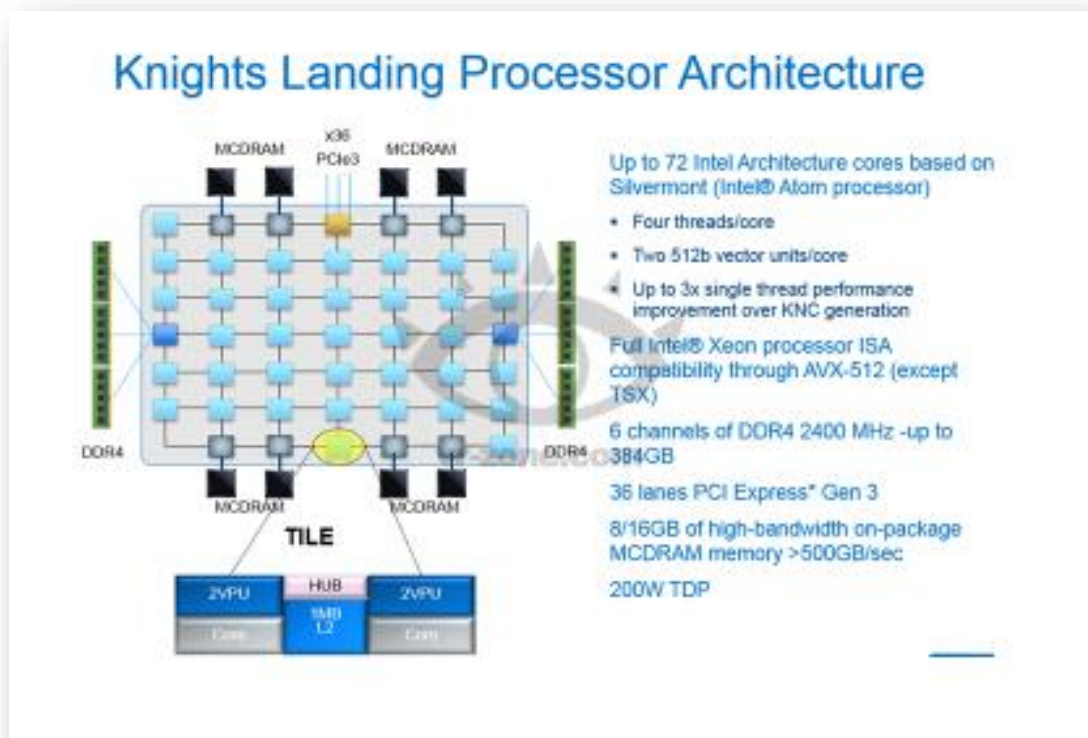 Knights Landing Processor Architecture
MCDRAM
x36
PCIe3
MCDRAM
DDR4
DDR4
MCDRAM
MCDRAM
TILE
2VPU
HUB
2VPU
Core
1MB
L2
Core
Up to 72 Intel Architecture cores based on
Silvermont (Intel® Atom processor)
• Four threads/core
• Two 512b vector units/core
• Up to 3x single thread performance
improvement over KNC generation
Full Intel® Xeon processor ISA
compatibility through AVX-512 (except
TSX)
6 channels of DDR4 2400 MHz -up to
384GB
36 lanes PCI Express* Gen 3
8/16GB of high-bandwidth on-package
MCDRAM memory >500GB/sec
200W TDP